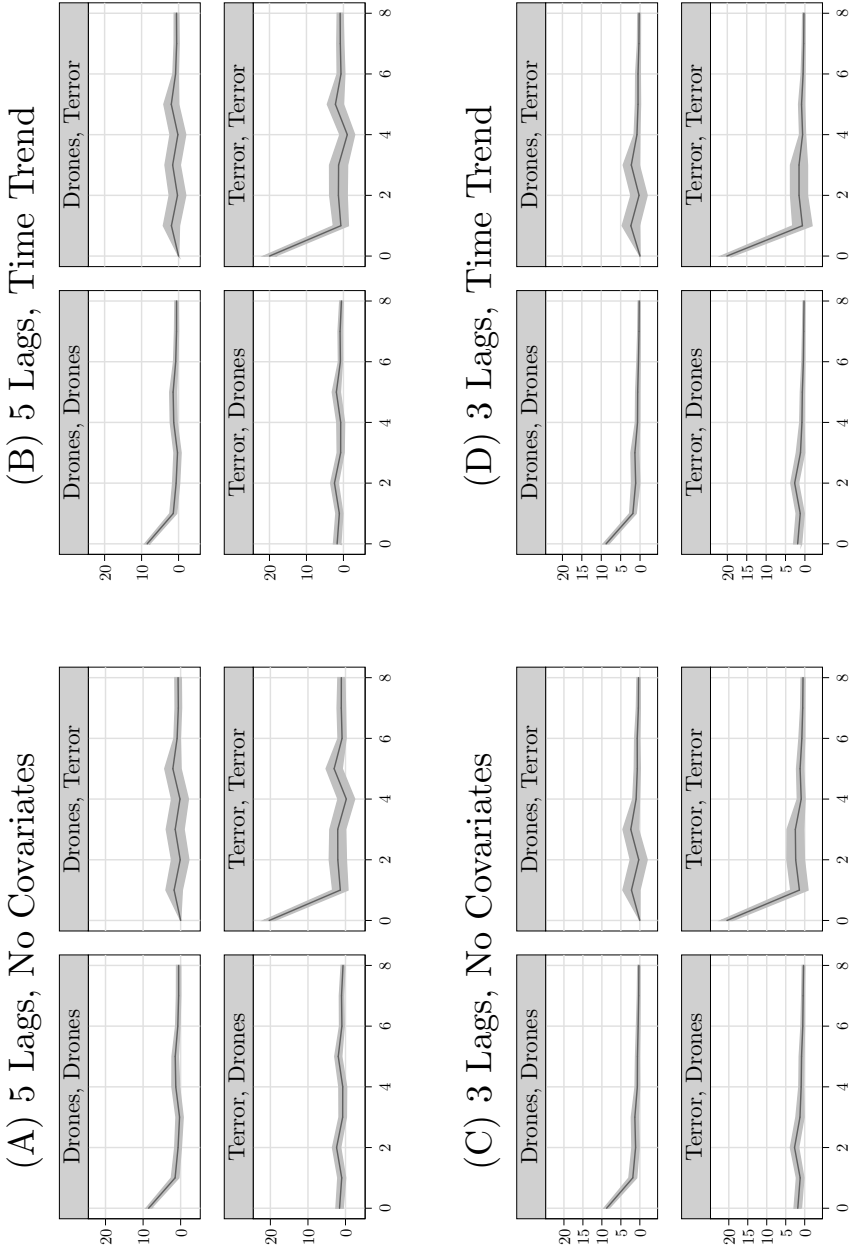 (A) 5 Lags, No Covariates
Drones, Drones
Drones, Terror
20
10
0
Terror, Drones
Terror, Terror
20
10
0
0 2 4 6 8
0 2 4 6 8
(B) 5 Lags, Time Trend
Drones, Drones
Drones, Terror
20
10
0
Terror, Drones
Terror, Terror
20
10
0
0 2 4 6 8
0 2 4 6 8
(C) 3 Lags, No Covariates
Drones, Drones
Drones, Terror
20
15
10
5
0
Terror, Drones
Terror, Terror
20
15
10
5
0
0 2 4 6 8
0 2 4 6 8
(D) 3 Lags, Time Trend
Drones, Drones
Drones, Terror
20
15
10
5
0
Terror, Drones
Terror, Terror
20
15
10
5
0
0 2 4 6 8
0 2 4 6 8